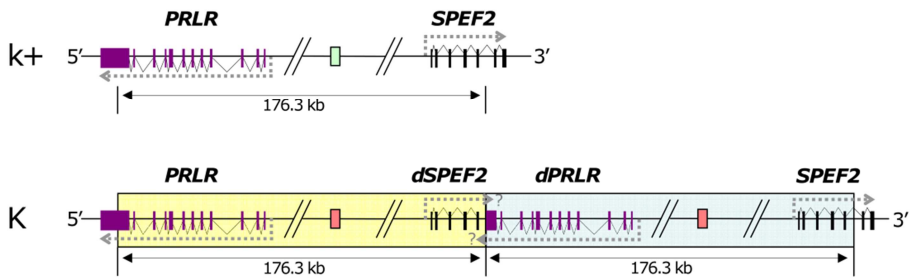 PRLR SPEF2
k+ 5′ 3′
176.3 kb
PRLR dSPEF2 dPRLR SPEF2
?
K 5′ 3′
?
176.3 kb 176.3 kb